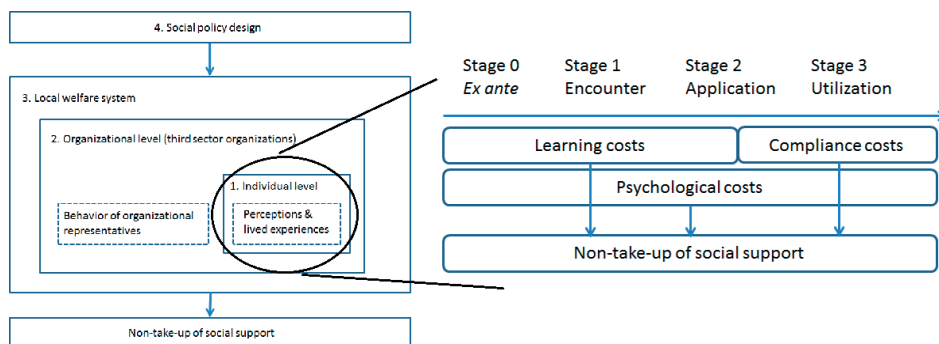 4. Social policy design
3. Local welfare system
2. Organizational level (third sector organizations)
1. Individual level
Behavior of organizational
representatives
Perceptions &
lived experiences
Non-take-up of social support
Stage 0
Ex ante
Stage 1
Encounter
Stage 2
Application
Stage 3
Utilization
Learning costs
Compliance costs
Psychological costs
Non-take-up of social support